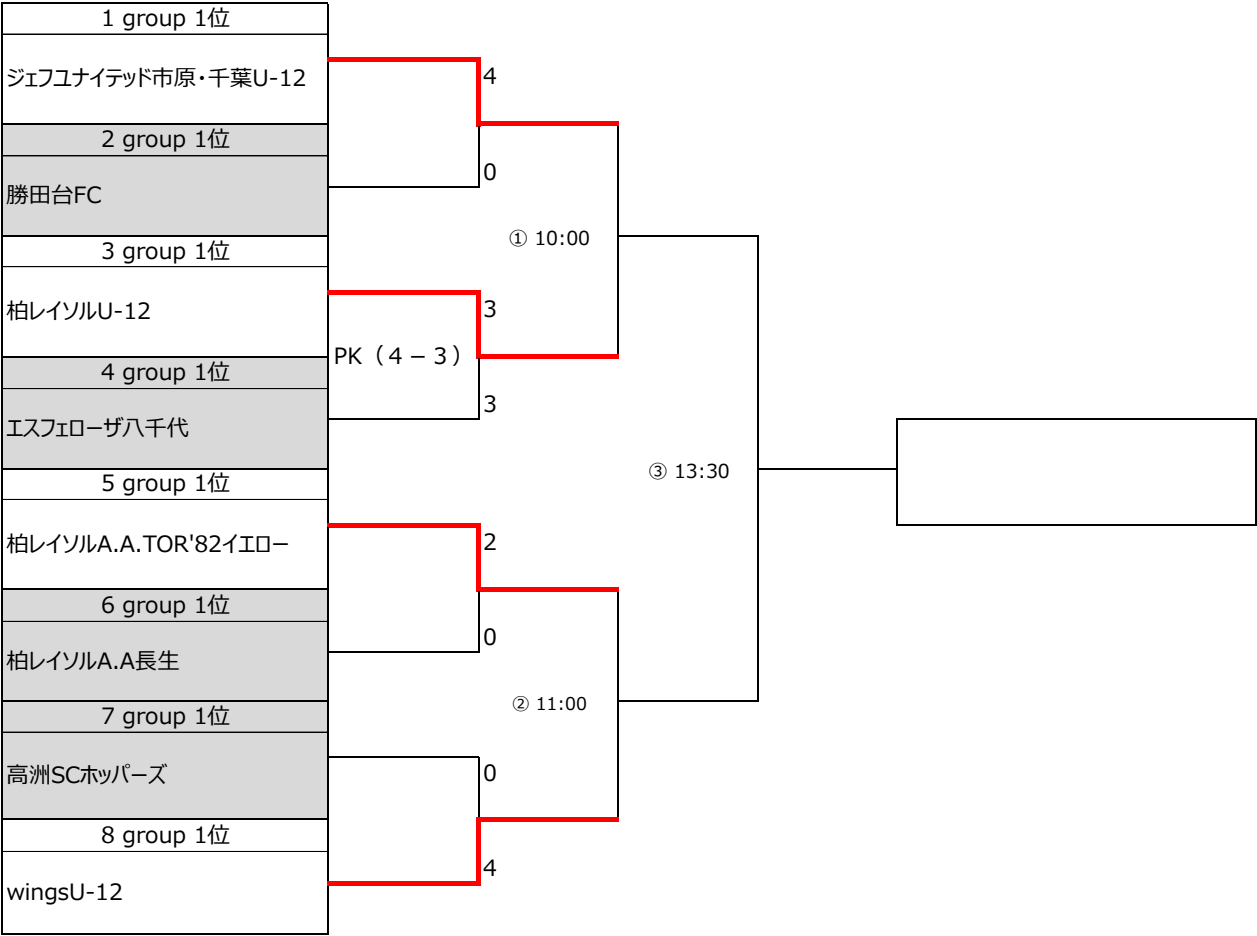 1 group 1位
ジェフユナイテッド市原・千葉U-12
4
2 group 1位
勝田台FC
0
3 group 1位
① 10:00
柏レイソルU-12
3
PK（４－３）
4 group 1位
3
エスフェローザ八千代
5 group 1位
③ 13:30
柏レイソルA.A.TOR'82イエロー
2
6 group 1位
0
柏レイソルA.A長生
② 11:00
7 group 1位
高洲SCホッパーズ
0
8 group 1位
4
wingsU-12